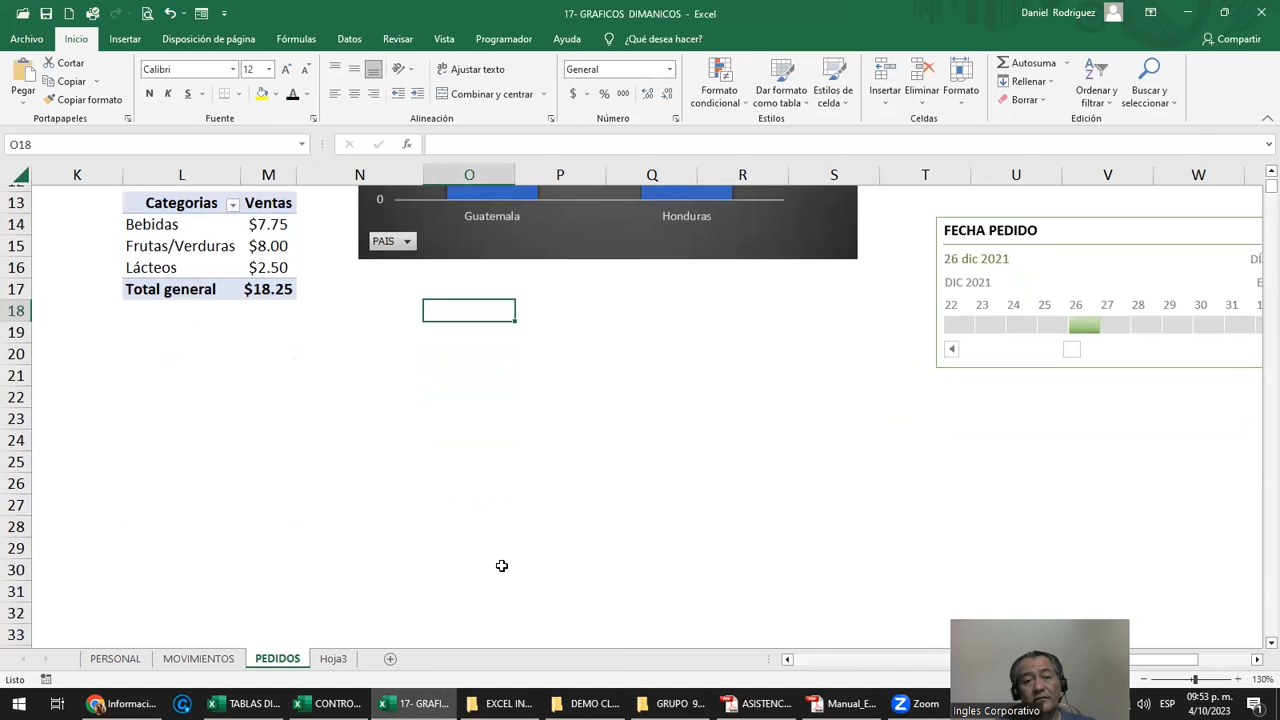 17- GRAFICOS DIMANICOS - Excel
Daniel Rodriguez
Archivo Inicio Insertar Disposición de página Fórmulas Datos Revisar Vista Programador Ayuda ¿Qué desea hacer? Compartir
Pegar
Cortar
Copiar
Copiar formato
Portapapeles
Calibri 12
N K S
Fuente
Ajustar texto
Combinar y centrar
Alineación
General
$ % 000
Número
Formato condicional
Dar formato como tabla
Estilos de celda
Estilos
Insertar Eliminar Formato
Celdas
Autosuma
Rellenar
Borrar
Ordenar y filtrar
Buscar y seleccionar
Edición
O18
fx
K L M N O P Q R S T U V W
13 Categorias Ventas
14 Bebidas $7.75
15 Frutas/Verduras $8.00
16 Lácteos $2.50
17 Total general $18.25
18
19
20
21
22
23
24
25
26
27
28
29
30
31
32
33
0
Guatemala Honduras
PAIS
FECHA PEDIDO
26 dic 2021
DIC 2021
22 23 24 25 26 27 28 29 30 31
PERSONAL MOVIMIENTOS PEDIDOS Hoja3
Listo
130%
Ingles Corporativo
Informaci...
TABLAS DI...
CONTRO...
17- GRAFI...
EXCEL IN...
DEMO CL...
GRUPO 9...
ASISTENC...
Manual_E...
Zoom
ESP
09:53 p. m.
4/10/2023